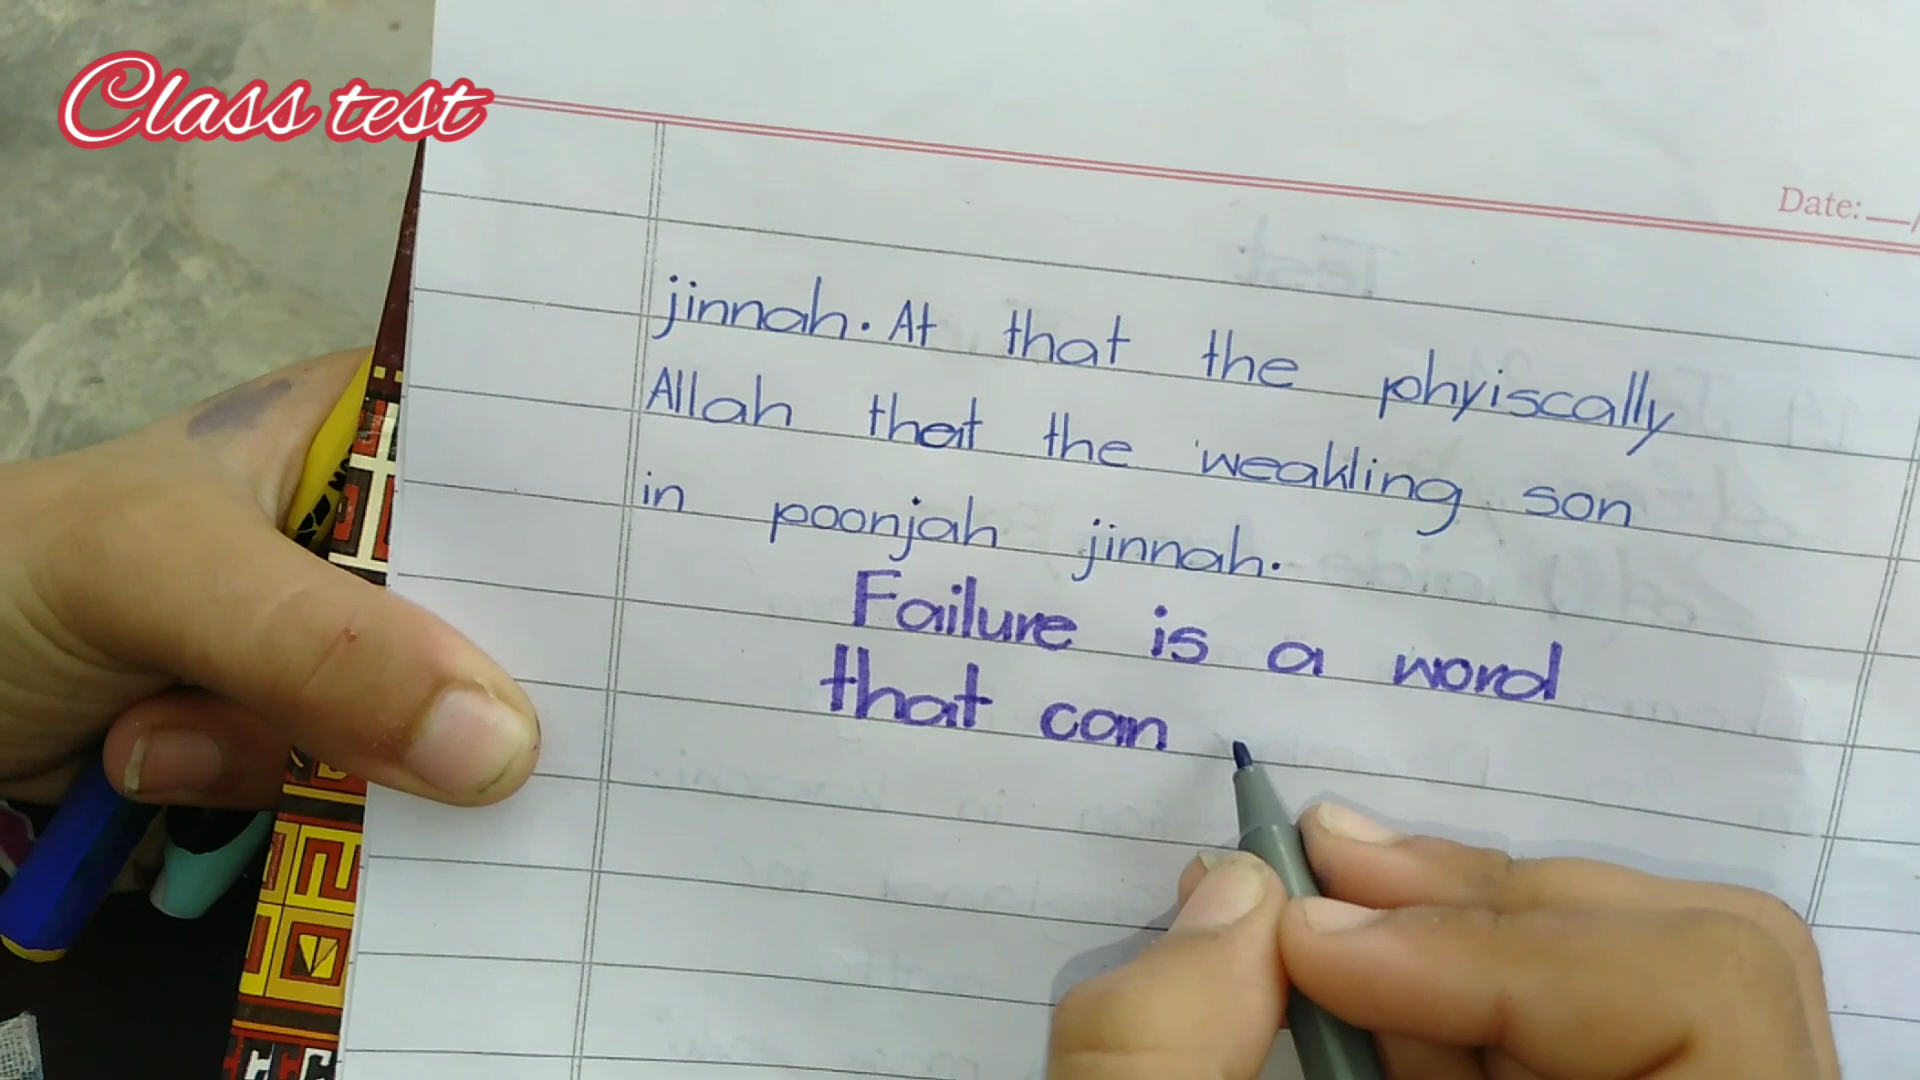 Class test
Date:
jinnah. At that the phyiscally
Allah that the weakling son
in poonjah jinnah.
Failure is a word
that can